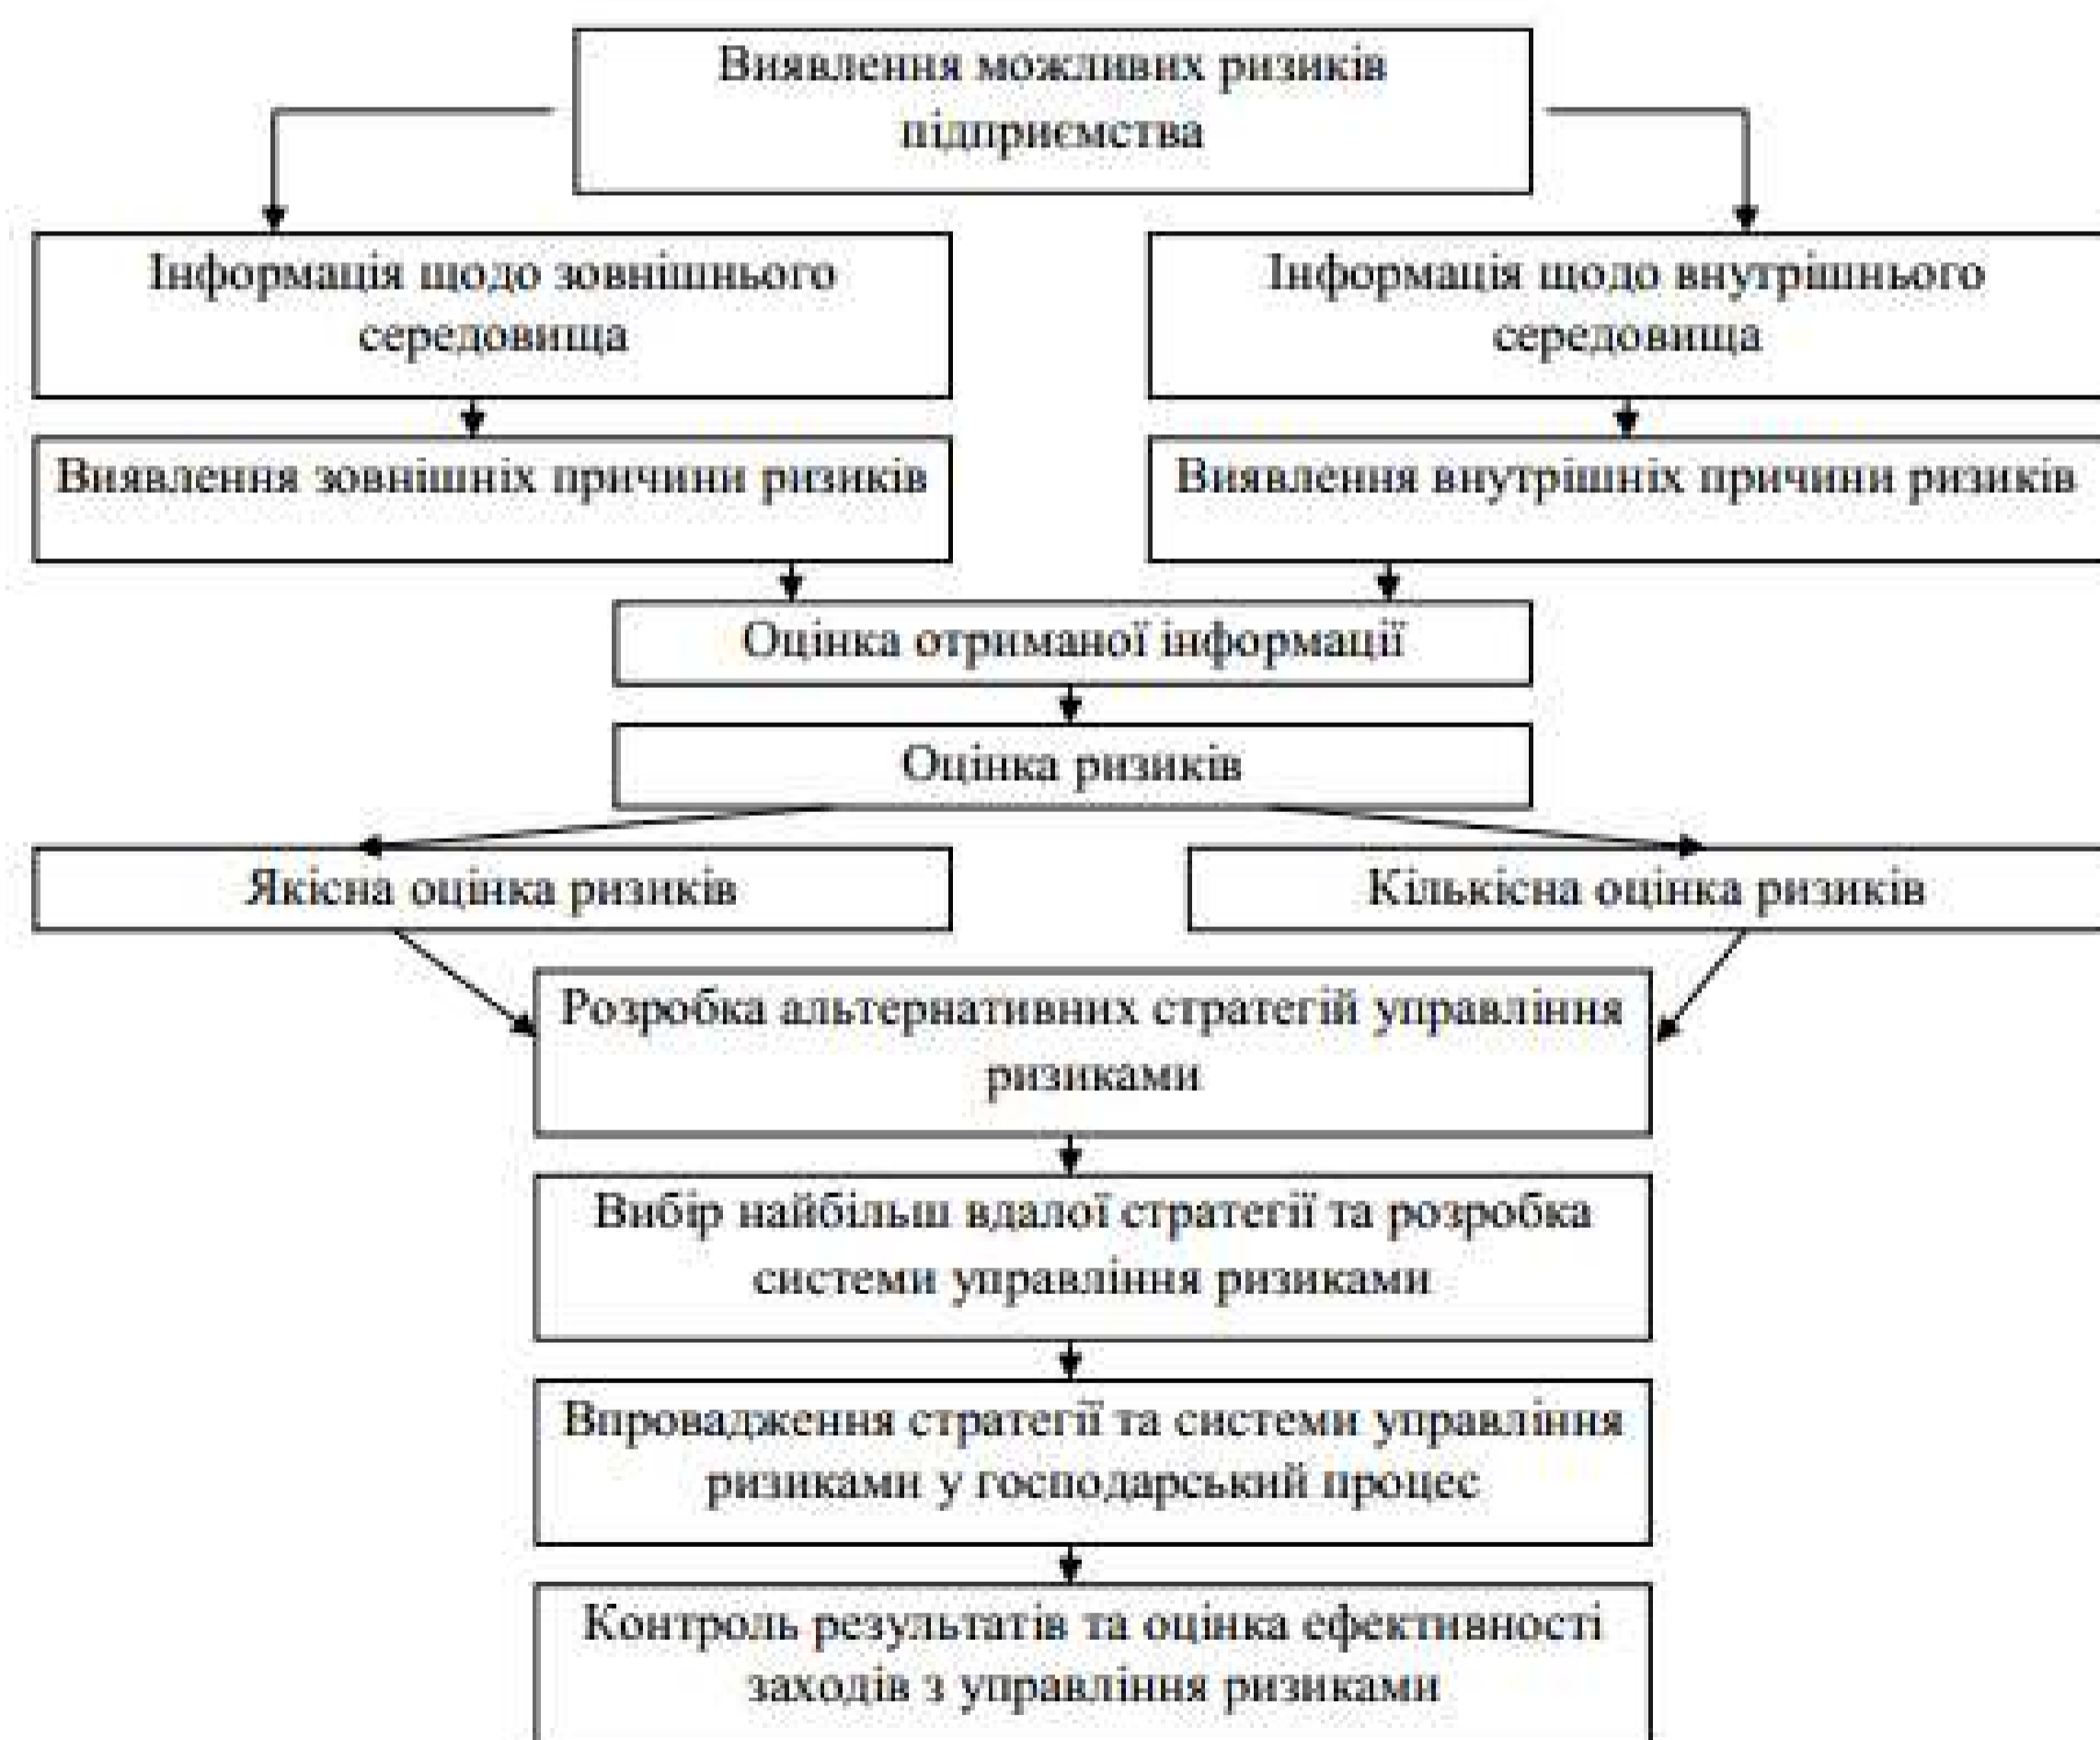 Виявлення можливих ризиків
підприємства
Інформація щодо зовнішнього
середовища
Інформація щодо внутрішнього
середовища
Виявлення зовнішніх причини ризиків
Виявлення внутрішніх причини ризиків
Оцінка отриманої інформації
Оцінка ризиків
Якісна оцінка ризиків
Кількісна оцінка ризиків
Розробка альтернативних стратегій управління
ризиками
Вибір найбільш вдалої стратегії та розробка
системи управління ризиками
Впровадження стратегії та системи управління
ризиками у господарський процес
Контроль результатів та оцінка ефективності
заходів з управління ризиками